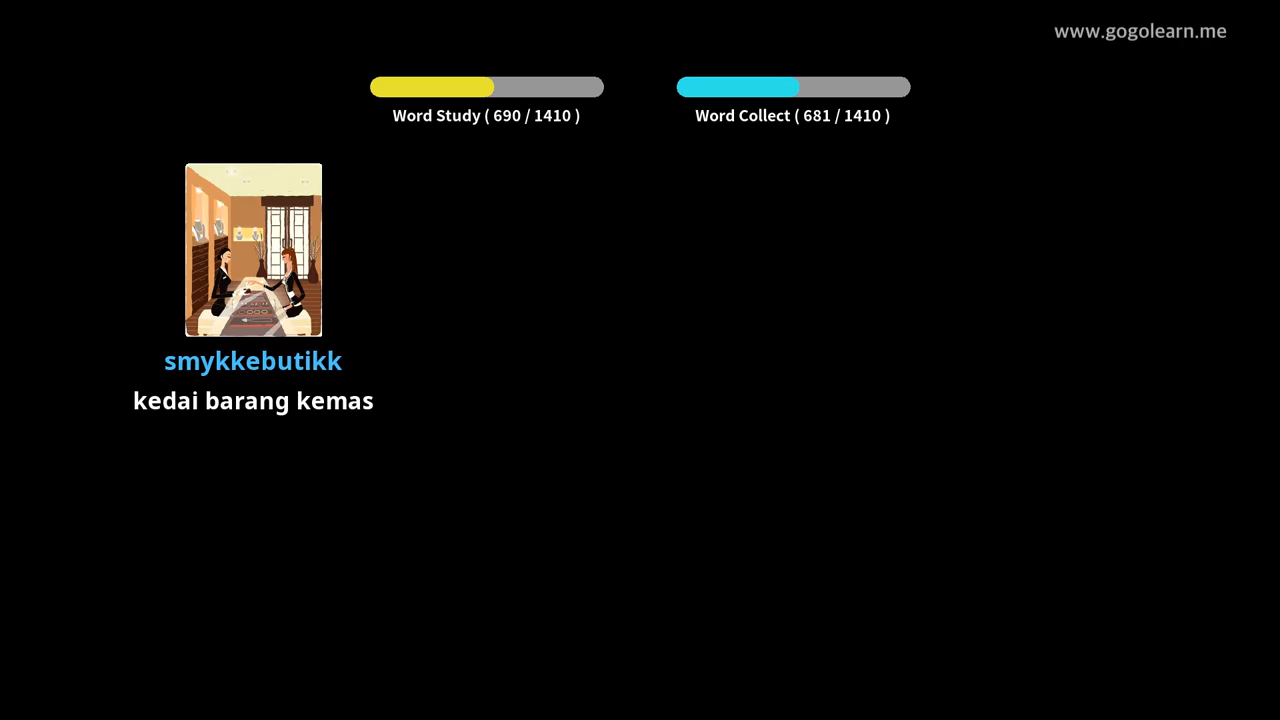 www.gogolearn.me
Word Study ( 690 / 1410 )
Word Collect ( 681 / 1410 )
smykkebutikk
kedai barang kemas